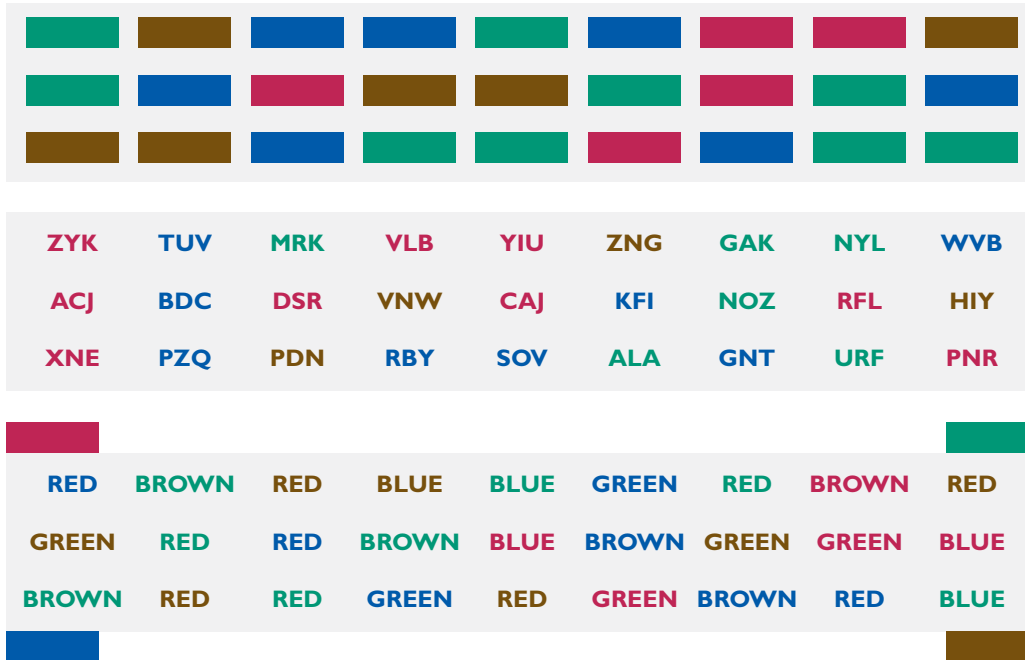 ZYK TUV MRK VLB YIU ZNG GAK NYL WVB
ACJ BDC DSR VNW CAJ KFI NOZ RFL HIY
XNE PZQ PDN RBY SOV ALA GNT URF PNR
RED BROWN RED BLUE BLUE GREEN RED BROWN RED
GREEN RED RED BROWN BLUE BROWN GREEN GREEN BLUE
BROWN RED RED GREEN RED GREEN BROWN RED BLUE